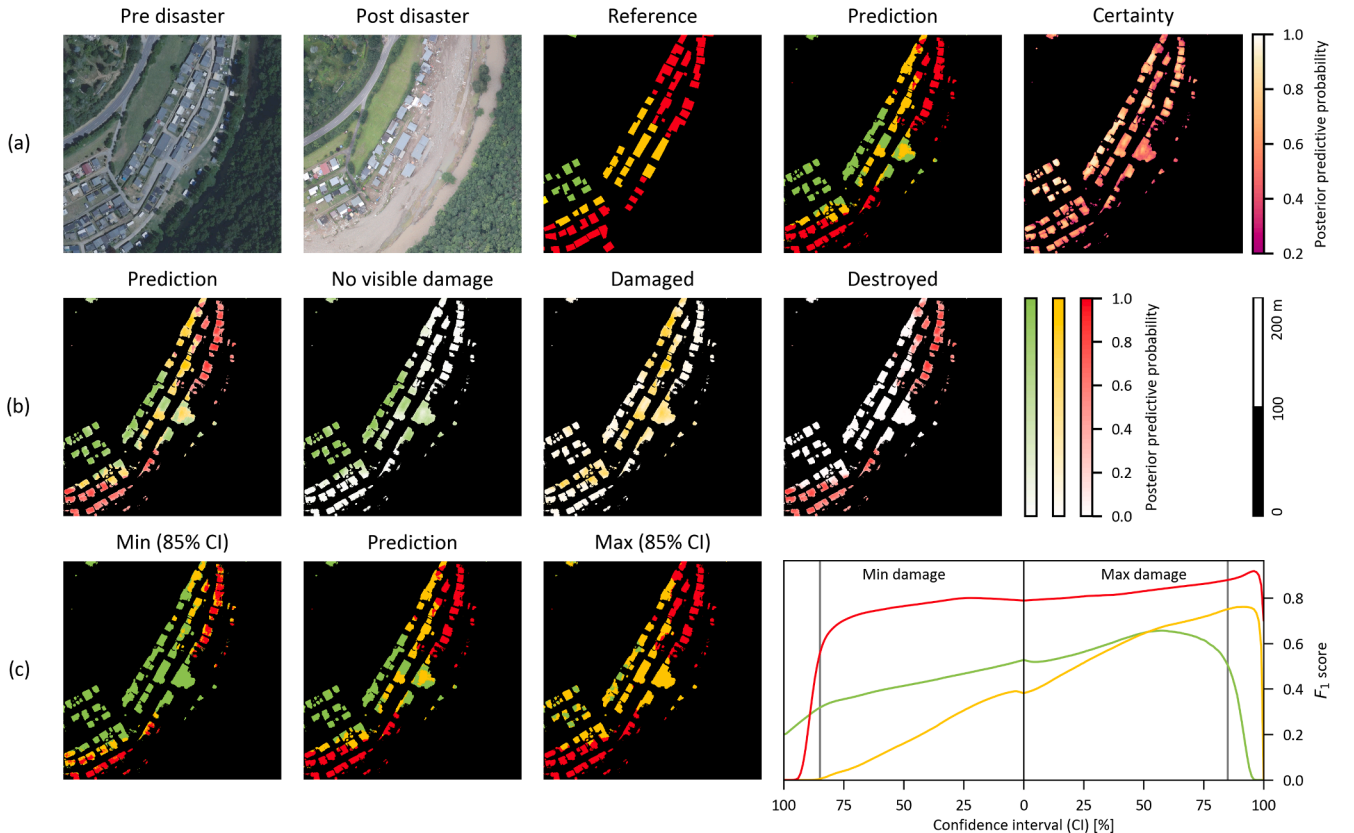 Pre disaster
Post disaster
Reference
Prediction
Certainty
(a)
1.0
0.8
0.6
0.4
0.2
Posterior predictive probability
Prediction
No visible damage
Damaged
Destroyed
(b)
1.0
0.8
0.6
0.4
0.2
0.0
Posterior predictive probability
200 m
100
0
Min (85% CI)
Prediction
Max (85% CI)
(c)
Min damage
Max damage
0.8
0.6
0.4
0.2
0.0
F1 score
100 75 50 25 0 25 50 75 100
Confidence interval (CI) [%]